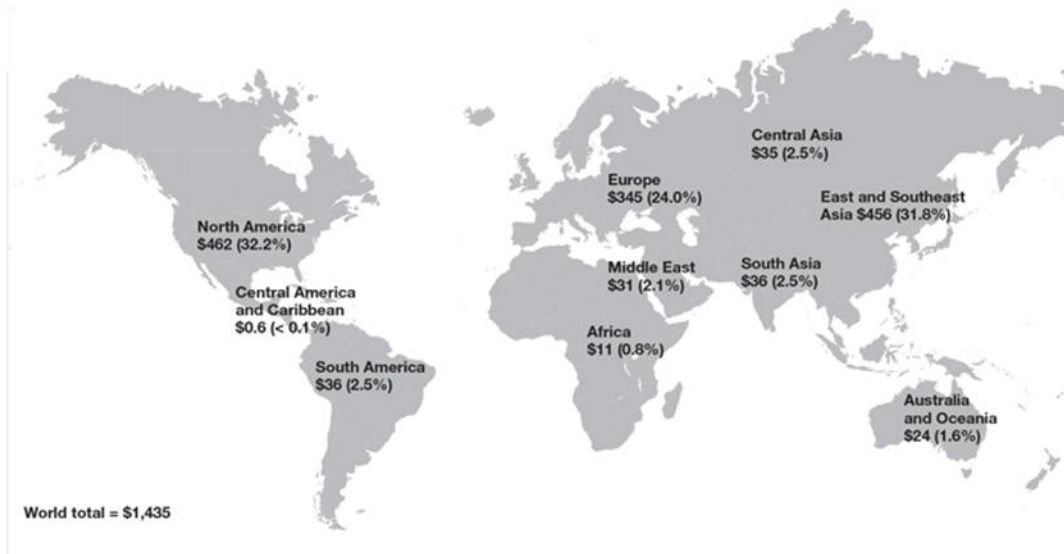 Central Asia
$35 (2.5%)
Europe
$345 (24.0%)
East and Southeast
Asia $456 (31.8%)
North America
$462 (32.2%)
Middle East
$31 (2.1%)
South Asia
$36 (2.5%)
Central America
and Caribbean
$0.6 (< 0.1%)
Africa
$11 (0.8%)
South America
$36 (2.5%)
Australia
and Oceania
$24 (1.6%)
World total = $1,435